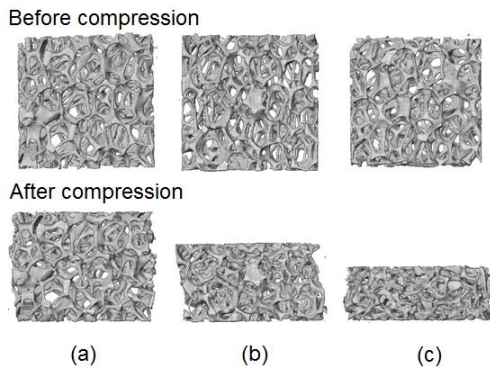 Before compression
After compression
(a) (b) (c)